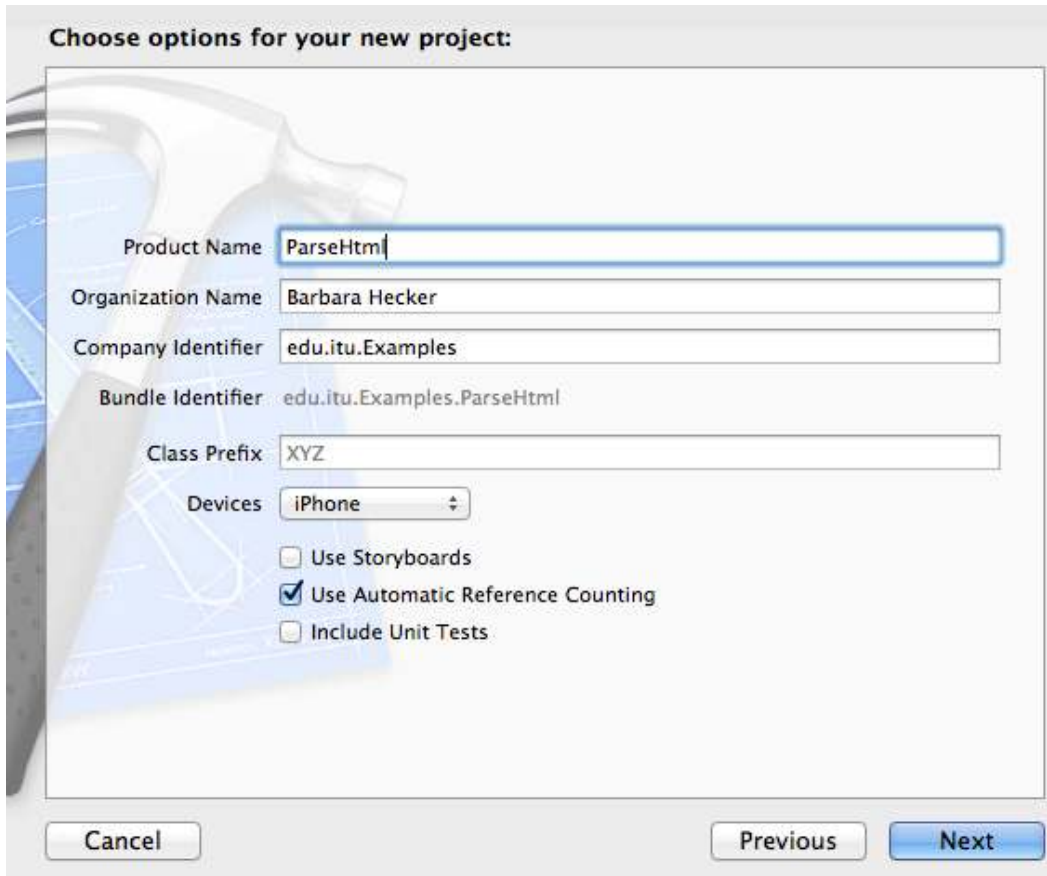 Choose options for your new project:
Product Name ParseHtml
Organization Name Barbara Hecker
Company Identifier edu.itu.Examples
Bundle Identifier edu.itu.Examples.ParseHtml
Class Prefix XYZ
Devices iPhone
Use Storyboards
Use Automatic Reference Counting
Include Unit Tests
Cancel Previous Next